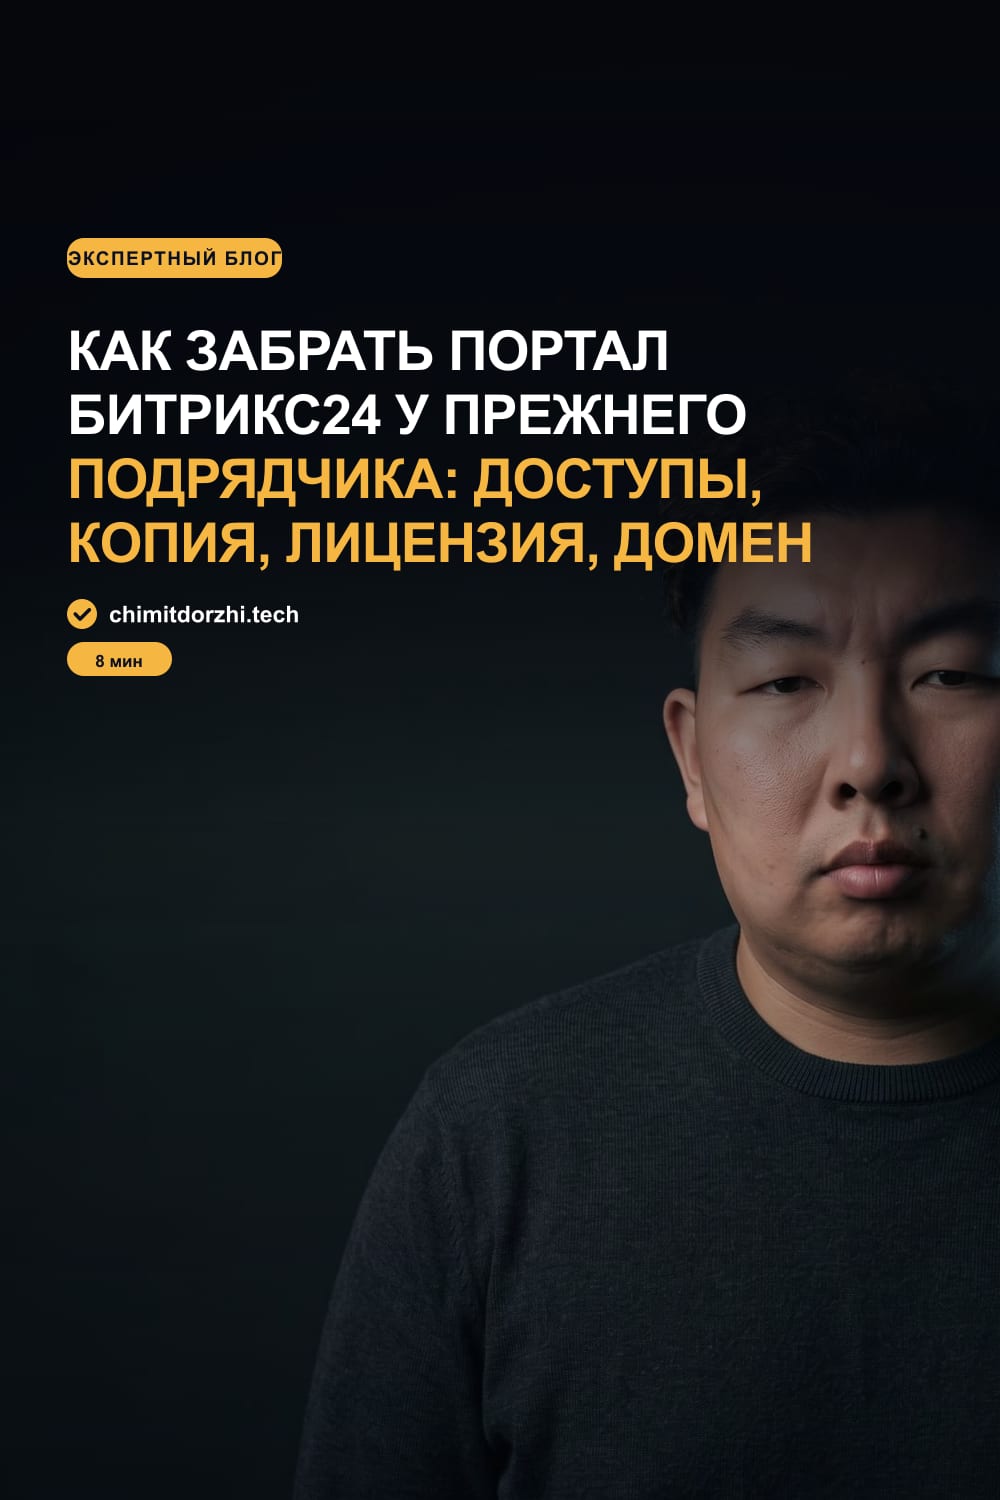 ЭКСПЕРТНЫЙ БЛОГ
КАК ЗАБРАТЬ ПОРТАЛ
БИТРИКС24 У ПРЕЖНЕГО
ПОДРЯДЧИКА: ДОСТУПЫ,
КОПИЯ, ЛИЦЕНЗИЯ, ДОМЕН
chimitdorzhi.tech
8 мин